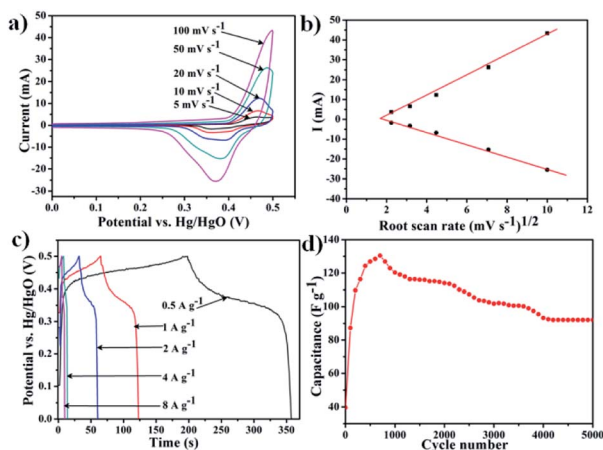 a)
100 mV s⁻¹
50 mV s⁻¹
20 mV s⁻¹
10 mV s⁻¹
5 mV s⁻¹
Current (mA)
50
40
30
20
10
0
-10
-20
-30
0.0 0.1 0.2 0.3 0.4 0.5
Potential vs. Hg/HgO (V)
b)
I (mA)
50
40
30
20
10
0
-10
-20
-30
-40
2 4 6 8 10
Root scan rate (mV s⁻¹)1/2
c)
Potential vs. Hg/HgO (V)
0.5
0.4
0.3
0.2
0.1
0.0
0.5 A g⁻¹
1 A g⁻¹
2 A g⁻¹
4 A g⁻¹
8 A g⁻¹
0 50 100 150 200 250 300 350
Time (s)
d)
Capacitance (F g⁻¹)
140
120
100
80
60
40
0 1000 2000 3000 4000 5000
Cycle number